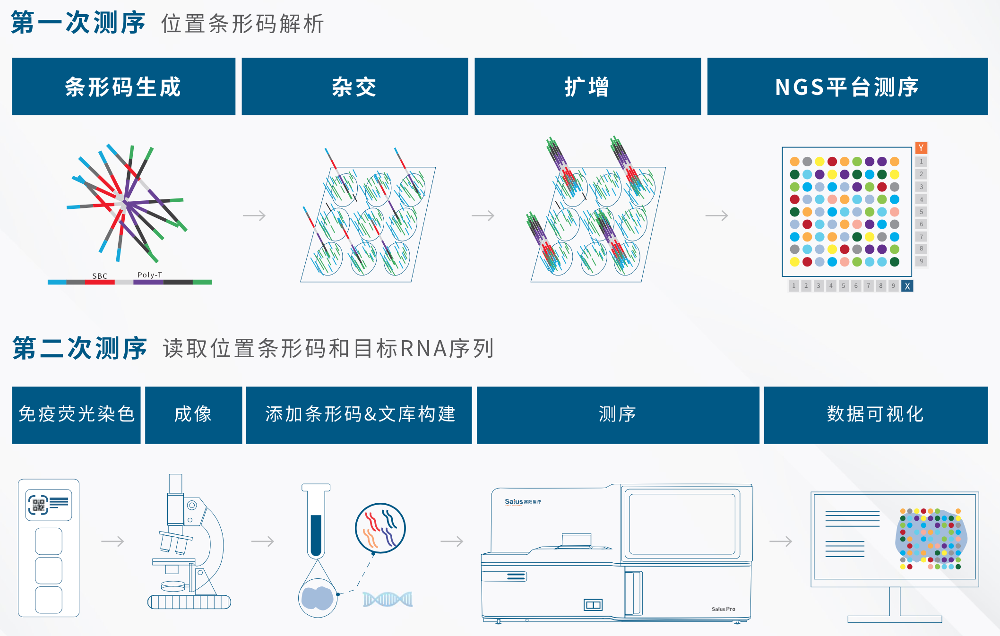 第一次测序 位置条形码解析
条形码生成 杂交 扩增 NGS平台测序
SBC Poly-T
Y
1
2
3
4
5
6
7
8
9
1 2 3 4 5 6 7 8 9 X
第二次测序 读取位置条形码和目标RNA序列
免疫荧光染色 成像 添加条形码&文库构建 测序 数据可视化
Salus 赛陆医疗
Salus Pro